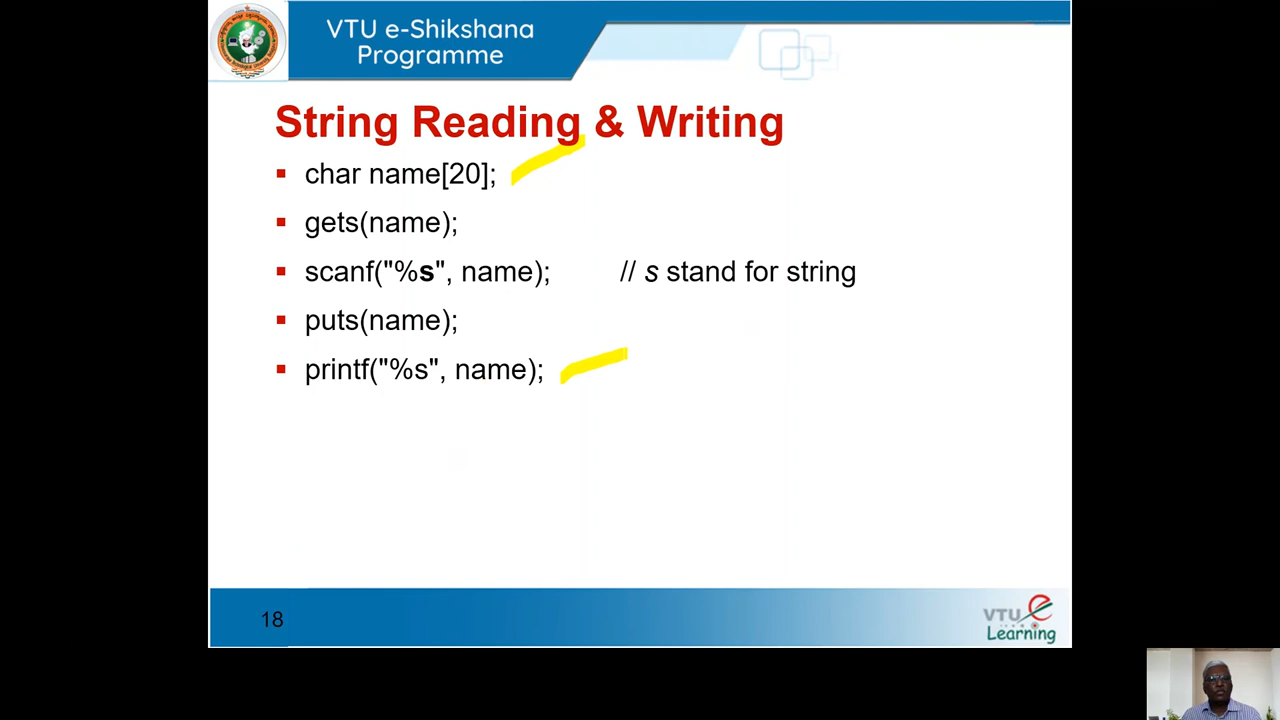 VTU e-Shikshana
Programme
String Reading & Writing
▪ char name[20];
▪ gets(name);
▪ scanf("%s", name); // s stand for string
▪ puts(name);
▪ printf("%s", name);
18
VTU e
Learning